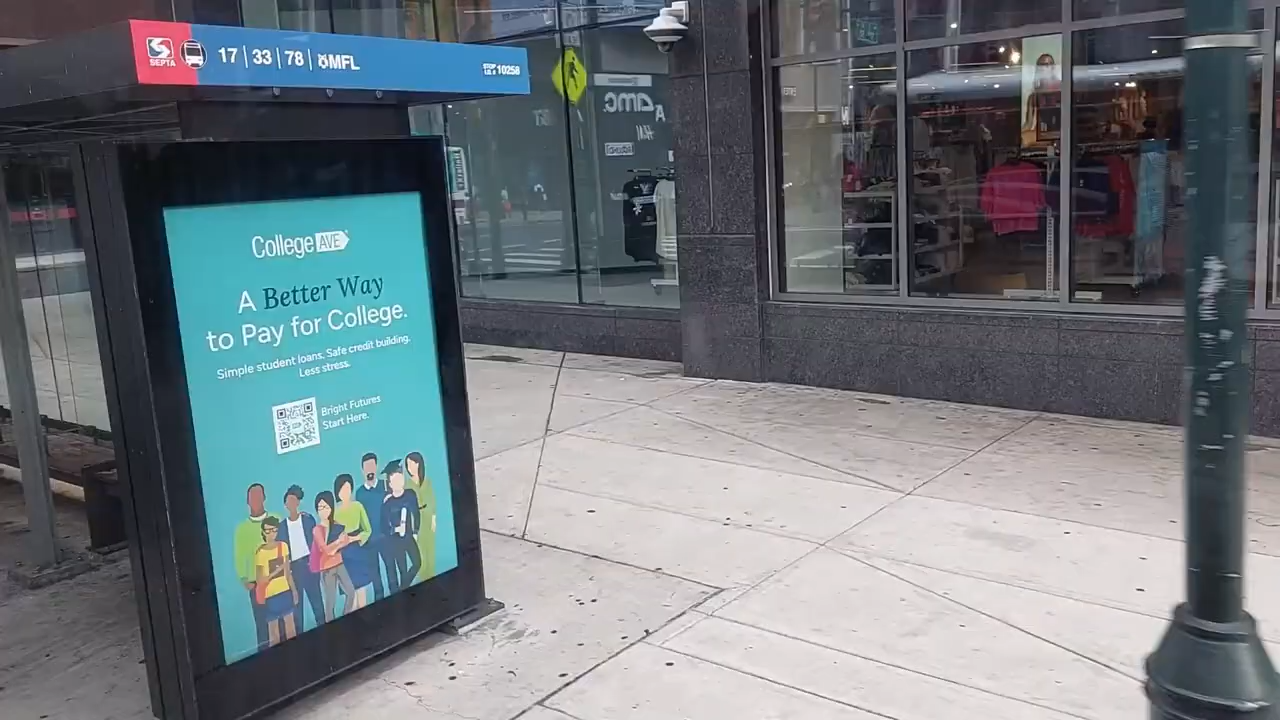 SEPTA
17 | 33 | 78 | MFL
STOP I.D.# 10258
College AVE
A Better Way
to Pay for College.
Simple student loans. Safe credit building.
Less stress.
Bright Futures
Start Here.
amc